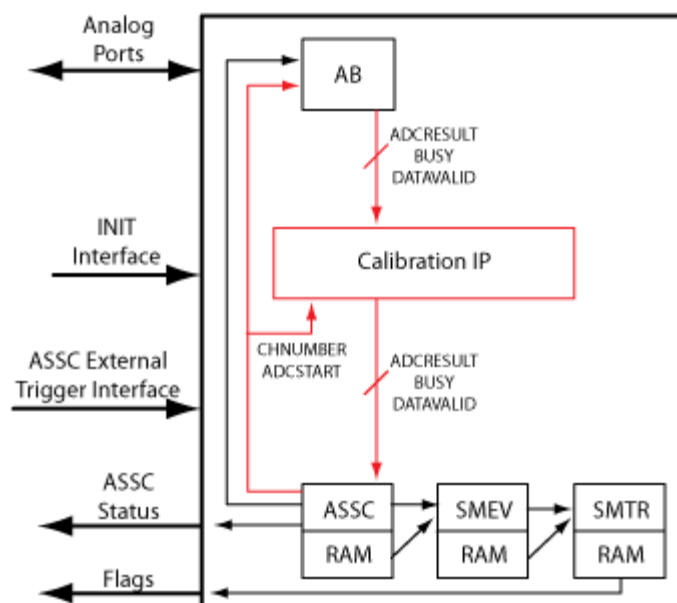 Analog
Ports
AB
ADCRESULT
BUSY
DATAVALID
INIT
Interface
Calibration IP
CHNUMBER
ADCSTART
ADCRESULT
BUSY
DATAVALID
ASSC External
Trigger Interface
ASSC
Status
ASSC
SMEV
SMTR
RAM
RAM
RAM
Flags